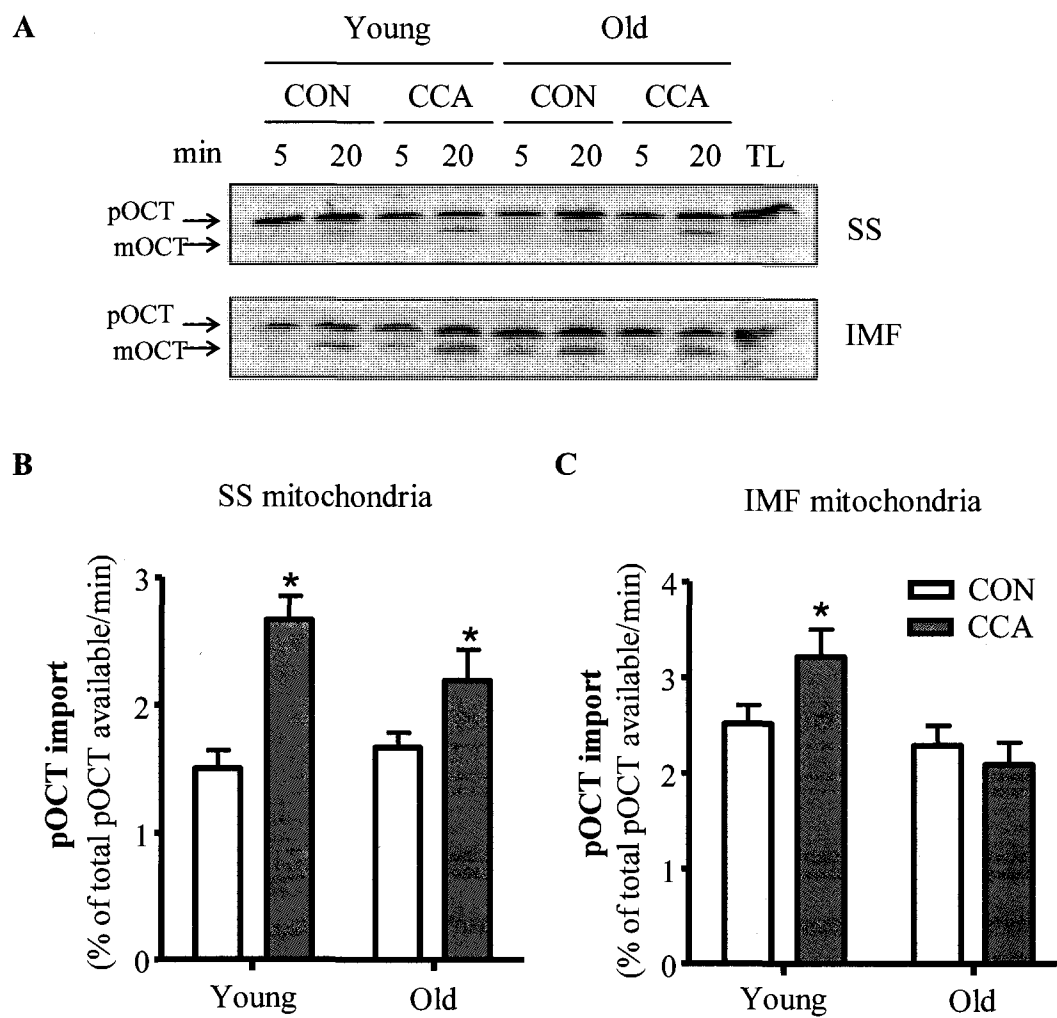 A
Young Old
CON CCA CON CCA
min 5 20 5 20 5 20 5 20 TL
pOCT
mOCT
SS
pOCT
mOCT
IMF
B
SS mitochondria
pOCT import
(% of total pOCT available/min)
3
*
*
2
1
0
Young Old
C
IMF mitochondria
pOCT import
(% of total pOCT available/min)
4
CON
CCA
*
3
2
1
0
Young Old